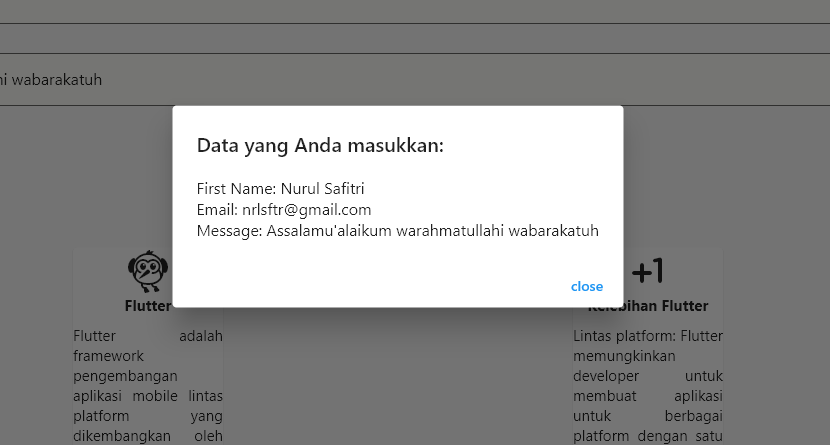 hi wabarakatuh
Data yang Anda masukkan:
First Name: Nurul Safitri
Email: nrlsftr@gmail.com
Message: Assalamu'alaikum warahmatullahi wabarakatuh
close
Flutter
Flutter adalah
framework
pengembangan
aplikasi mobile lintas
platform yang
dikembangkan oleh
+1
Kelebihan Flutter
Lintas platform: Flutter
memungkinkan
developer untuk
membuat aplikasi
untuk berbagai
platform dengan satu